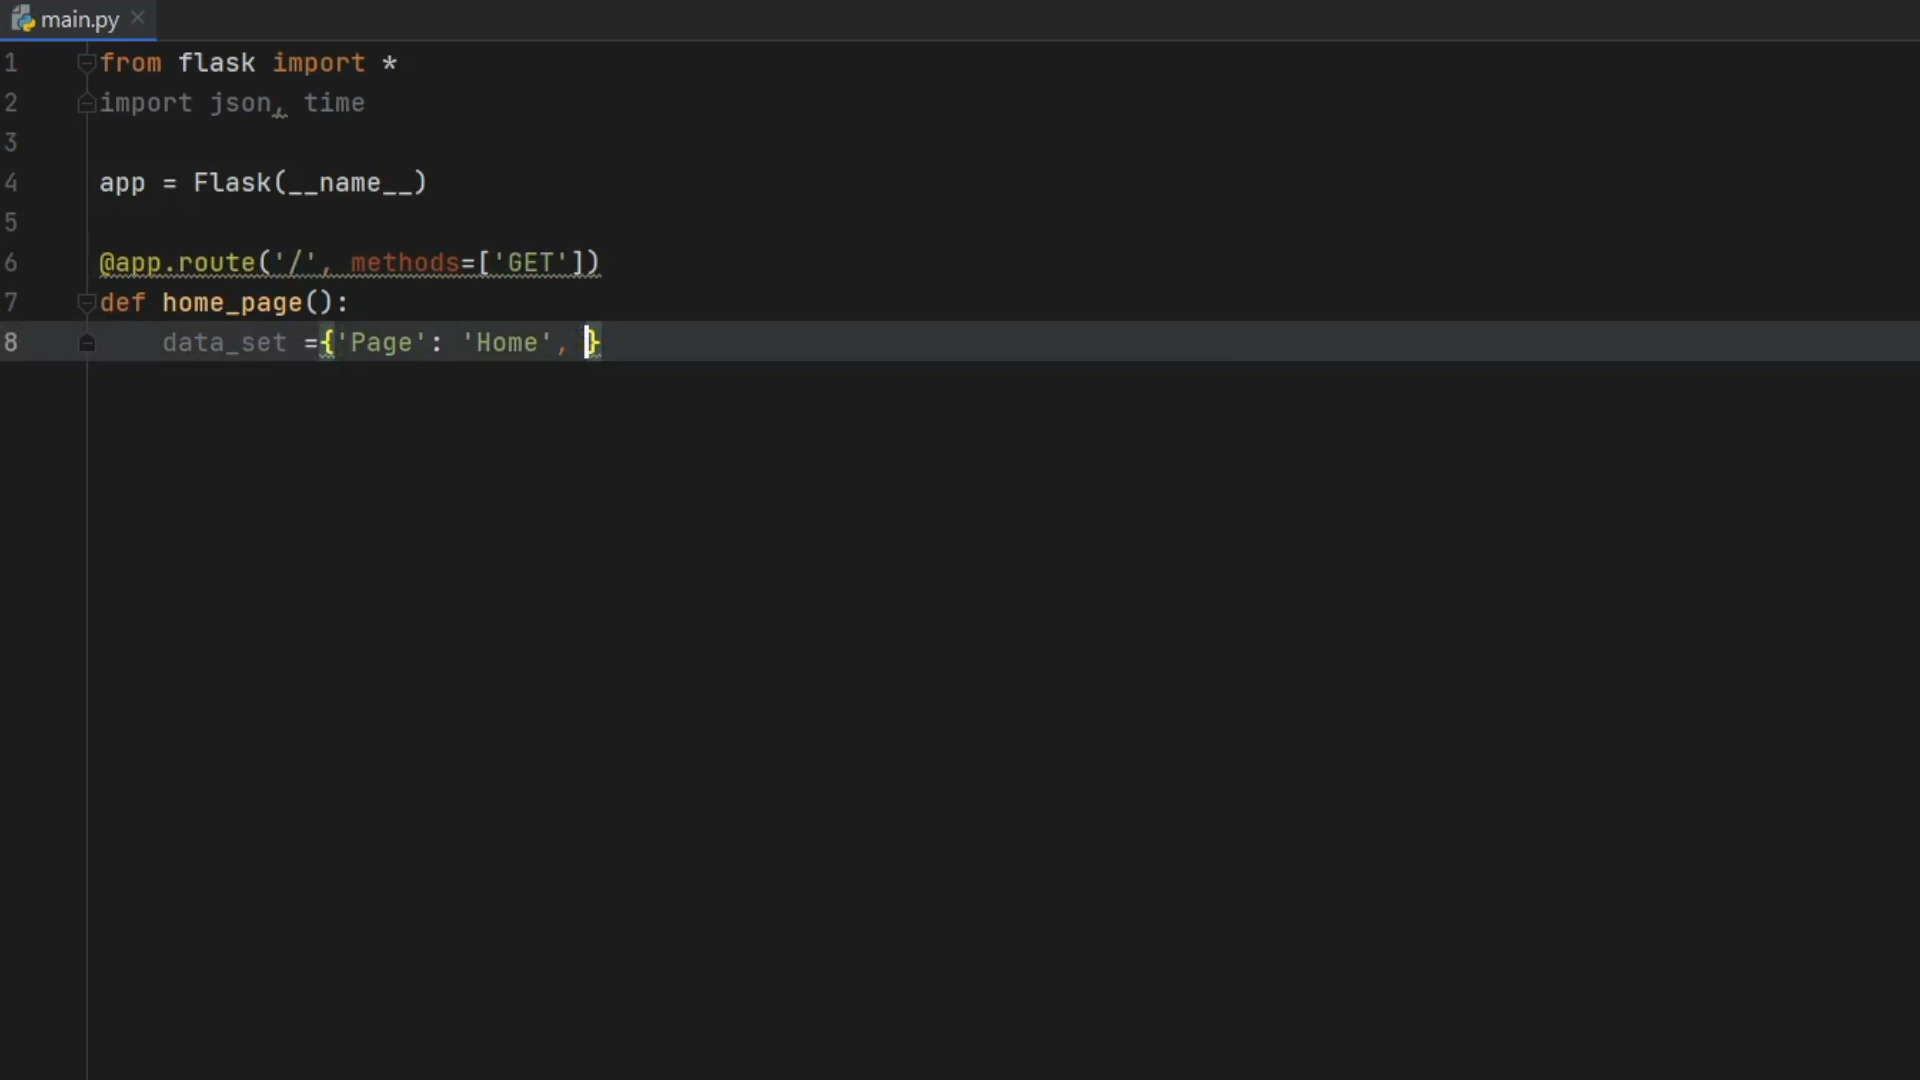 main.py
1 from flask import *
2 import json, time
3
4 app = Flask(__name__)
5
6 @app.route('/', methods=['GET'])
7 def home_page():
8     data_set ={'Page': 'Home', }